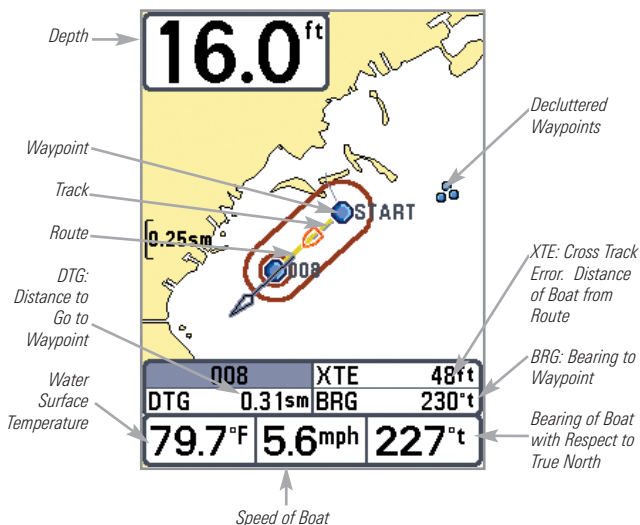 Depth
16.0 ft
Decluttered
Waypoints
Waypoint
Track
START
Route
0.25sm
008
DTG:
Distance to
Go to
Waypoint
XTE: Cross Track
Error. Distance
of Boat from
Route
008
XTE 48ft
DTG 0.31sm
BRG 230°t
BRG: Bearing to
Waypoint
Water
Surface
Temperature
79.7°F
5.6mph
227°t
Bearing of Boat
with Respect to
True North
Speed of Boat